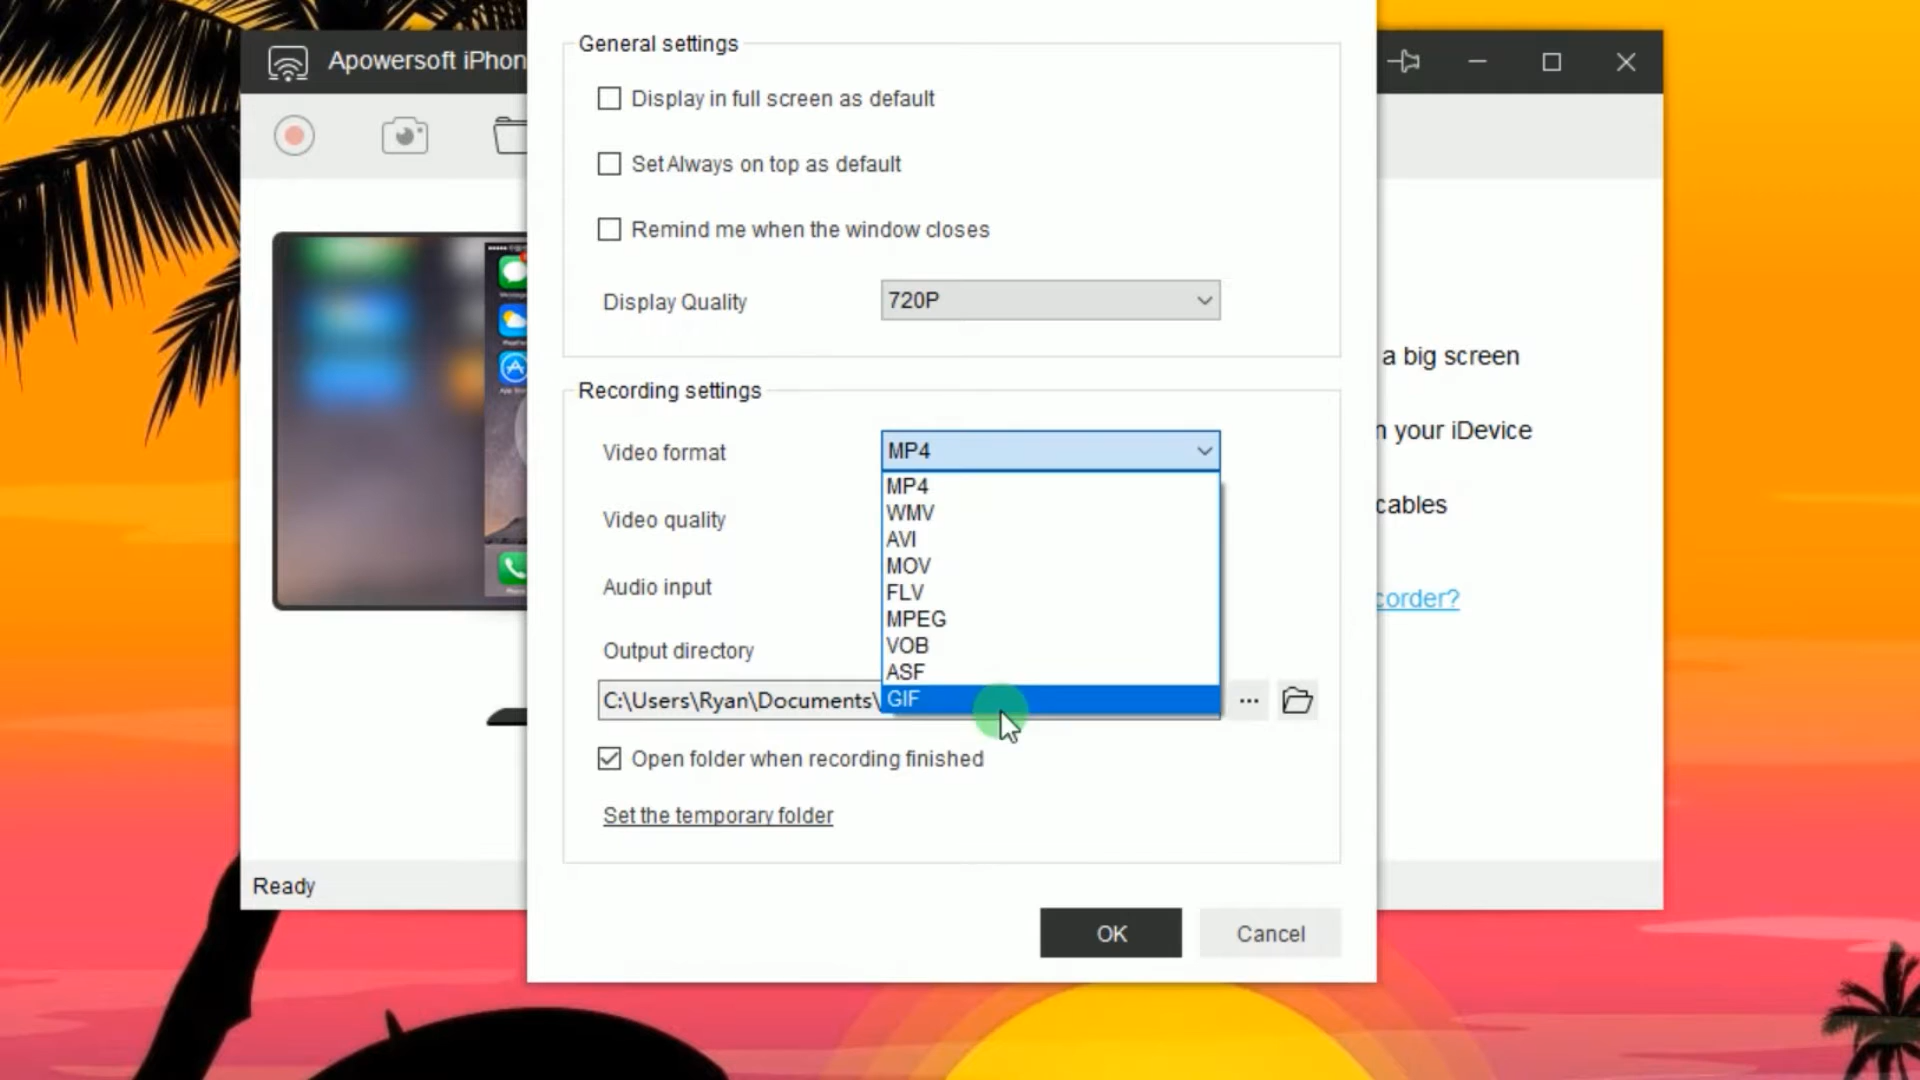 General settings
Apowersoft iPhon
Display in full screen as default
Set Always on top as default
Remind me when the window closes
Display Quality
720P
a big screen
Recording settings
your iDevice
Video format
MP4
MP4
WMV
AVI
MOV
FLV
MPEG
VOB
ASF
GIF
Video quality
cables
Audio input
corder?
Output directory
C:\Users\Ryan\Documents\
...
Open folder when recording finished
Set the temporary folder
Ready
OK
Cancel